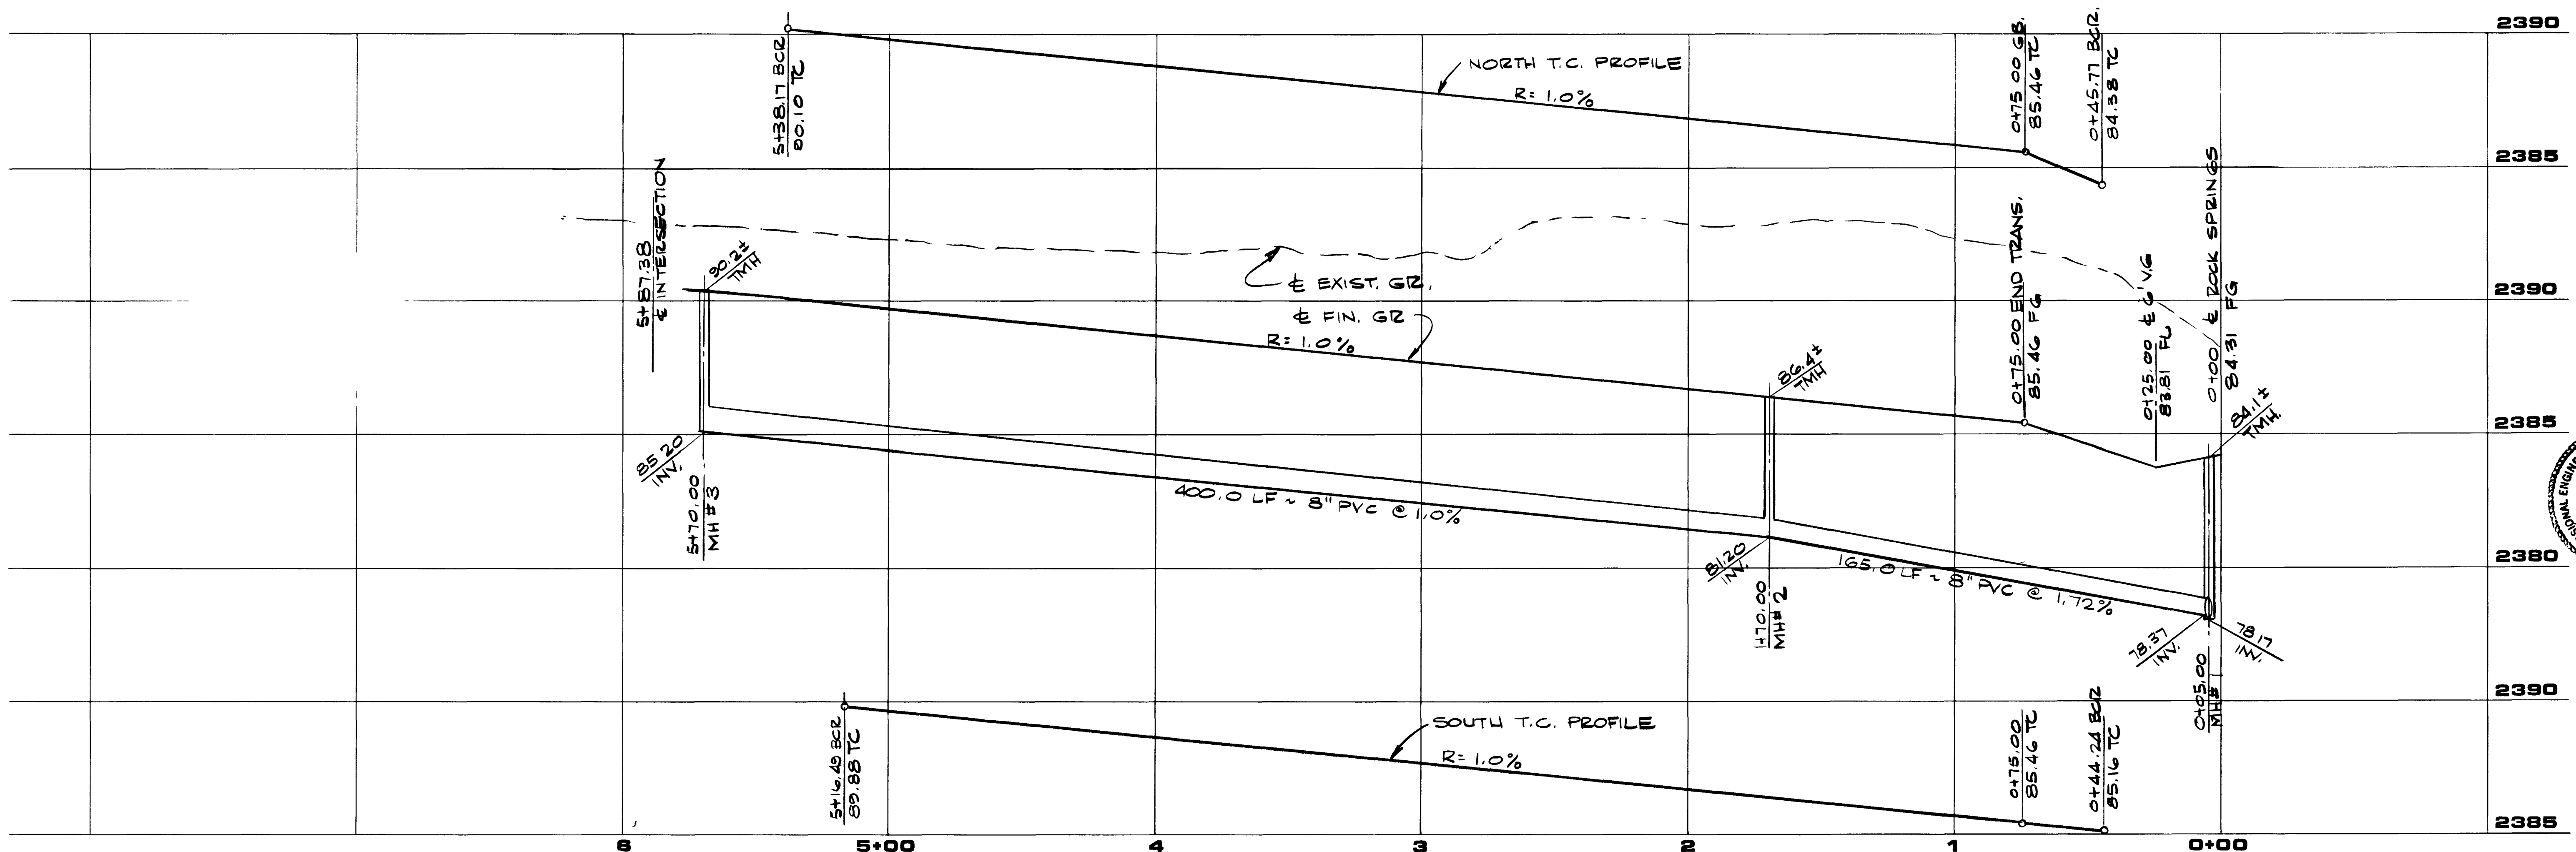 2390
5+38.17 BCR
90.10 TC
NORTH T.C. PROFILE
R= 1.0%
0+75.00 GB.
85.46 TC
0+45.77 BCR.
84.38 TC
2385
5+87.38
℄ INTERSECTION
90.2±
TMH
℄ EXIST. GR.
℄ FIN. GR
R= 1.0%
86.4±
TMH
0+75.00 END TRANS.
85.46 FG
0+25.00 ℄ 6' V.G
83.81 FL
0+00 ℄ ROCK SPRINGS
84.31 FG
84.1±
TMH.
2390
2385
85.20
INV.
5+70.00
MH # 3
400.0 LF ~ 8" PVC @ 1.0%
81.20
INV.
1+70.00
MH# 2
165.0 LF ~ 8" PVC @ 1.72%
78.37
INV.
78.17
INV.
0+05.00
MH# 1
2380
2390
5+16.49 BCR
89.88 TC
SOUTH T.C. PROFILE
R= 1.0%
0+75.00
85.46 TC
0+44.24 BCR
85.16 TC
2385
6 5+00 4 3 2 1 0+00